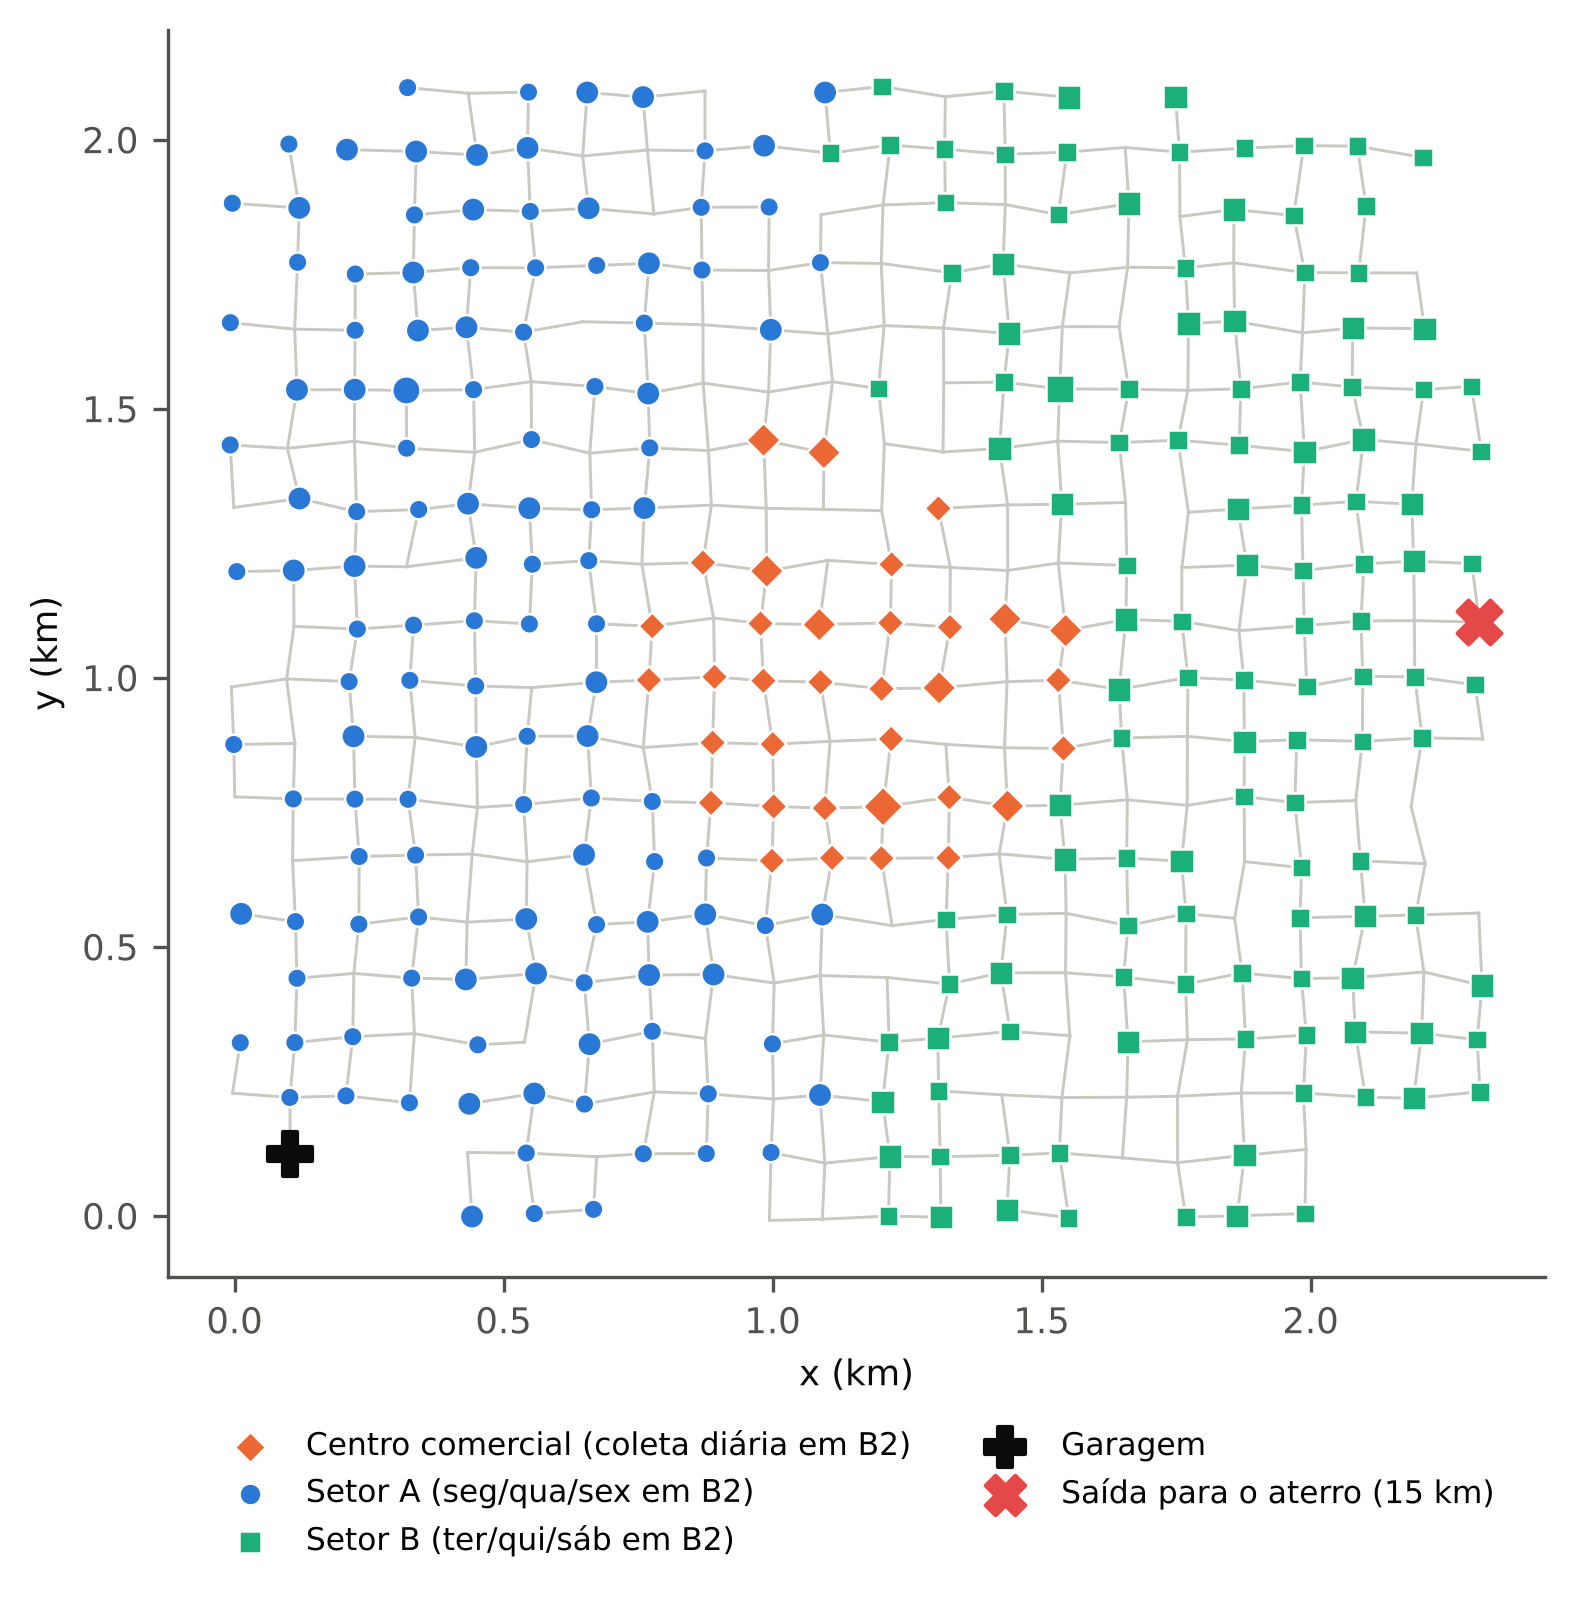 2.0
1.5
1.0
0.5
0.0
y (km)
0.0 0.5 1.0 1.5 2.0
x (km)
Centro comercial (coleta diária em B2)
Setor A (seg/qua/sex em B2)
Setor B (ter/qui/sáb em B2)
Garagem
Saída para o aterro (15 km)